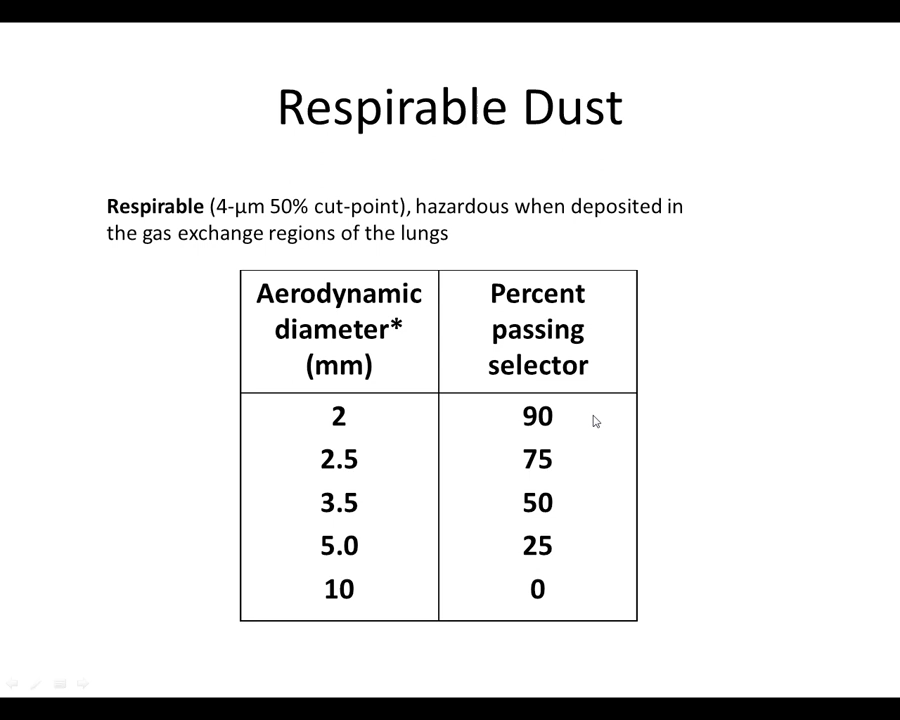 Respirable Dust
Respirable (4-µm 50% cut-point), hazardous when deposited in
the gas exchange regions of the lungs
Aerodynamic
diameter*
(mm)
Percent
passing
selector
2 90
2.5 75
3.5 50
5.0 25
10 0